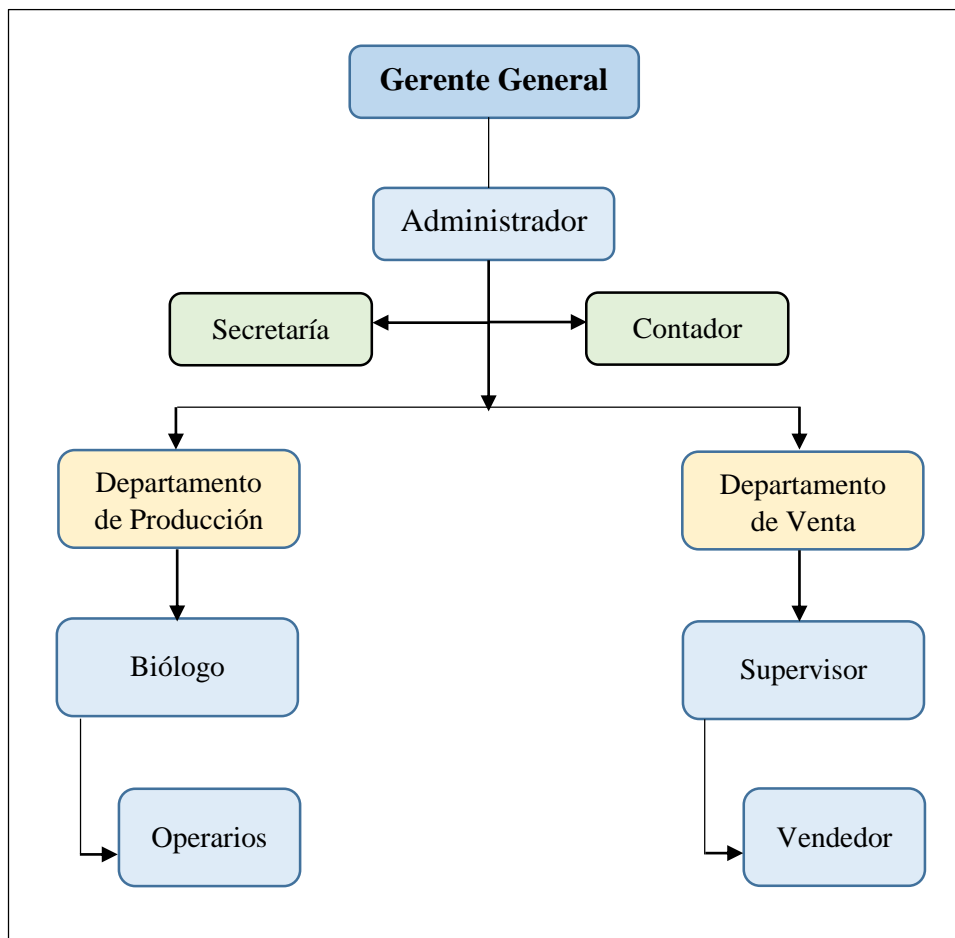 Gerente General
Administrador
Secretaría
Contador
Departamento
de Producción
Departamento
de Venta
Biólogo
Supervisor
Operarios
Vendedor